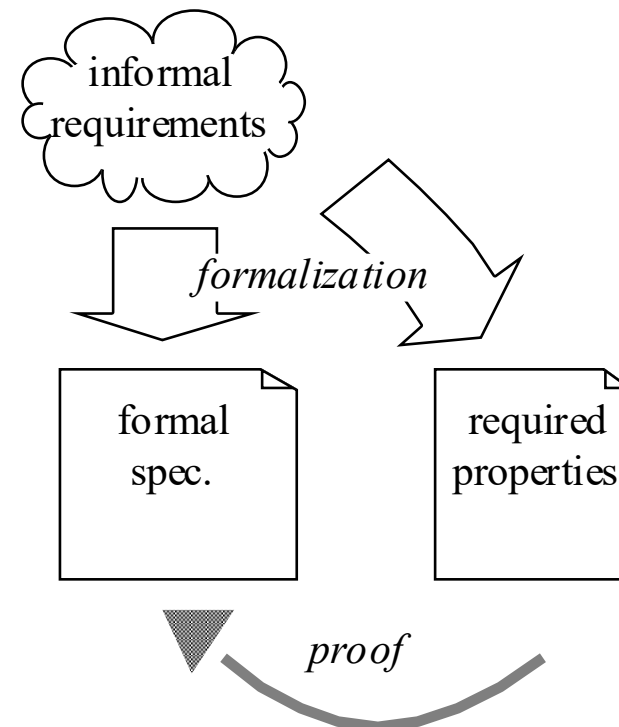 informal
requirements
formalization
formal
spec.
required
properties
proof